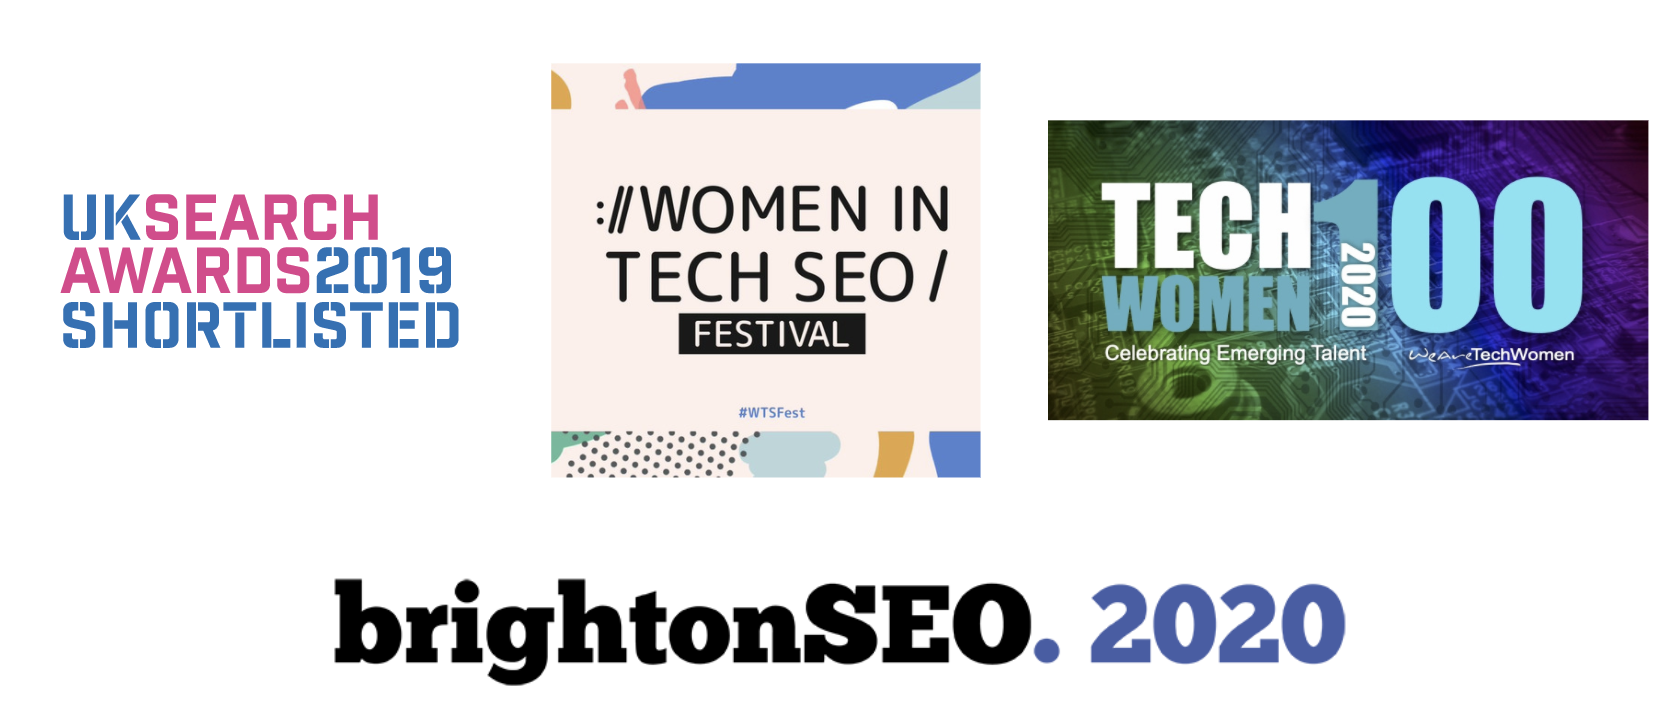 UKSEARCH
AWARDS2019
SHORTLISTED
://WOMEN IN
TECH SEO/
FESTIVAL
#WTSFest
TECH 100
WOMEN 2020
Celebrating Emerging Talent
WeAreTechWomen
brightonSEO. 2020